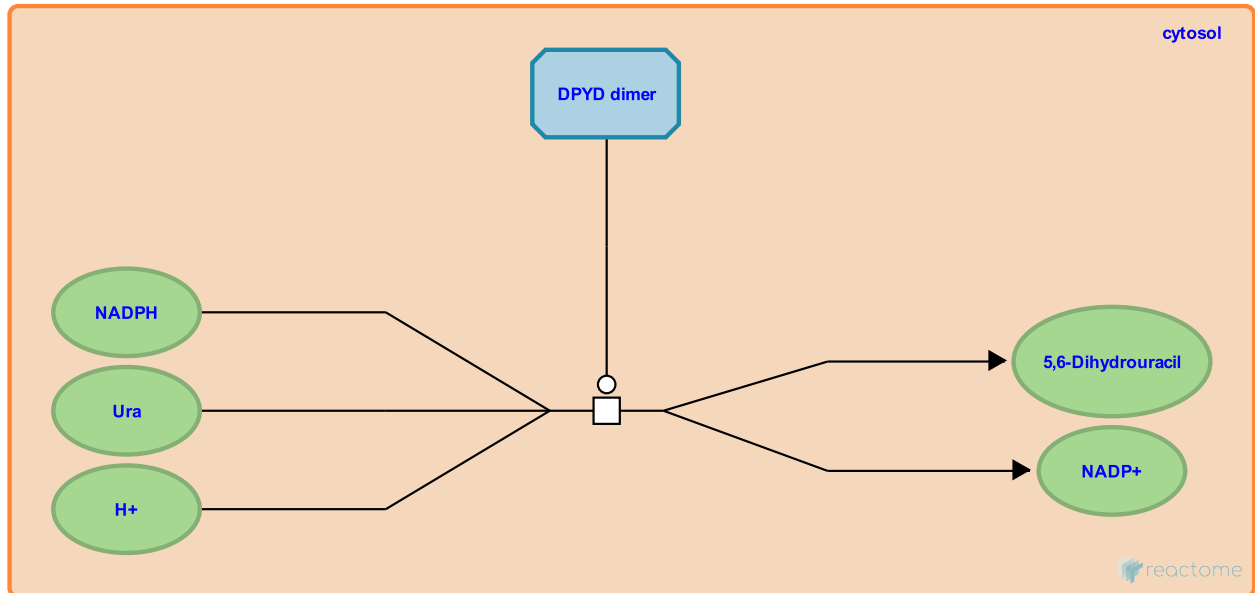 cytosol
DPYD dimer
NADPH
Ura
H+
5,6-Dihydrouracil
NADP+
reactome